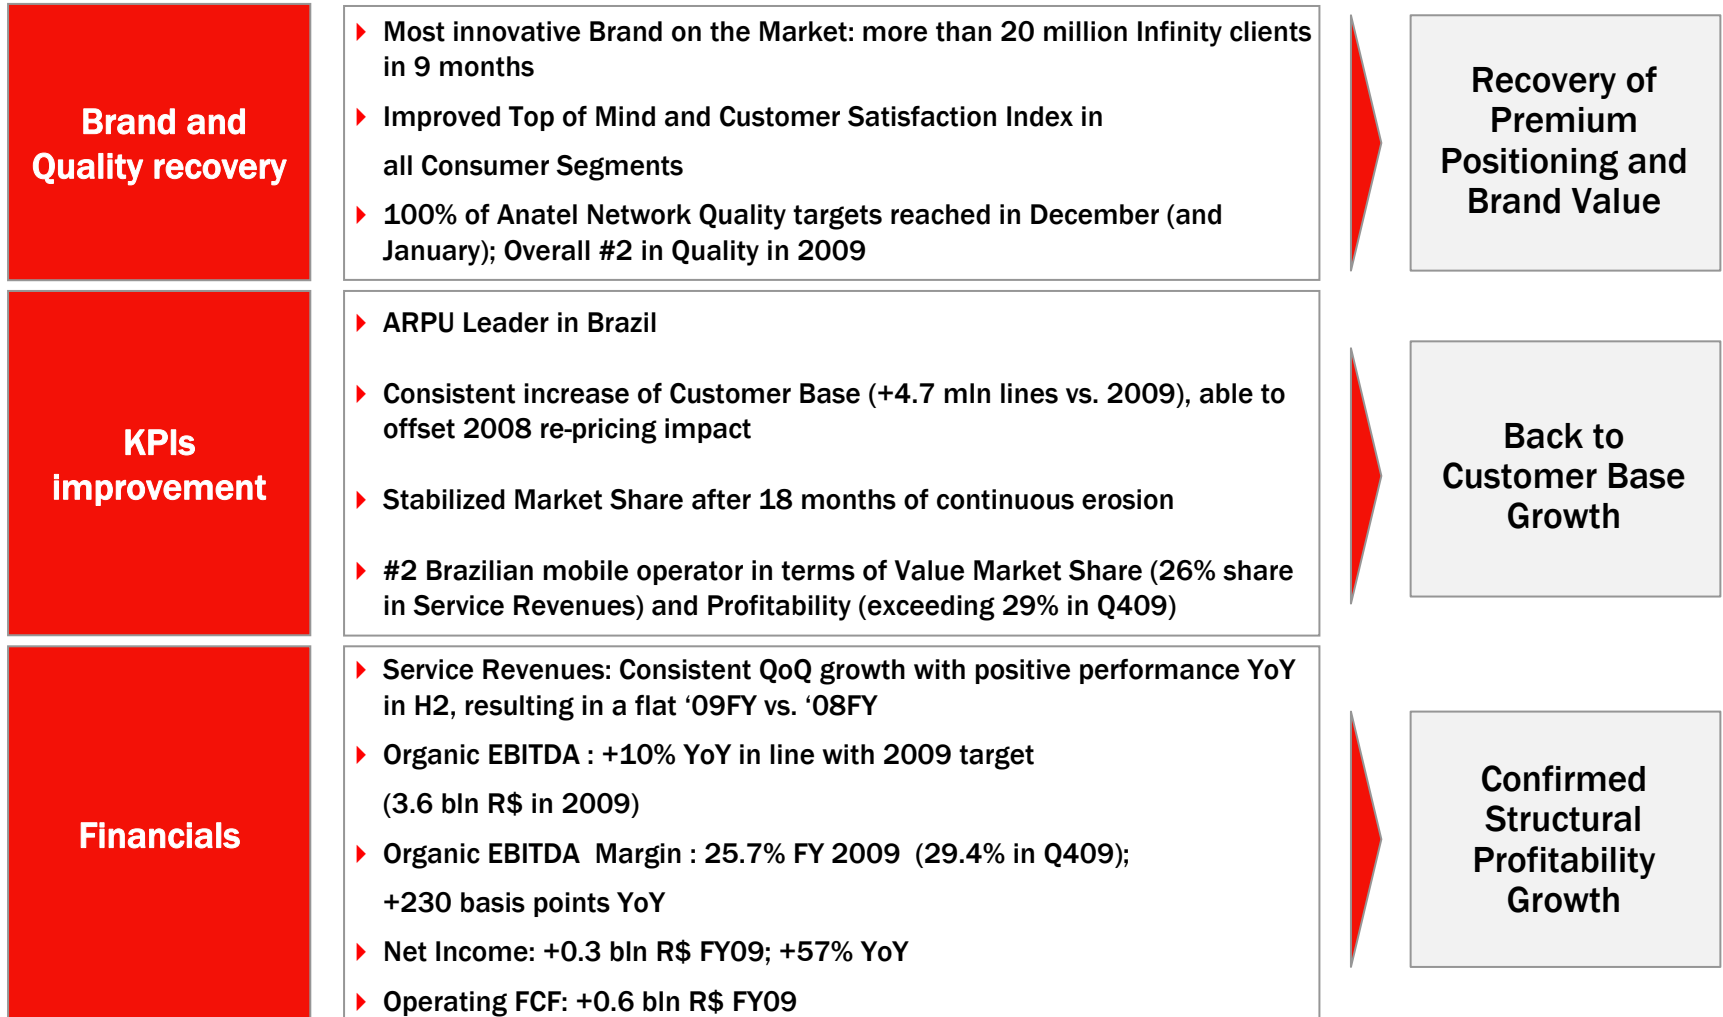 Brand and
Quality recovery
Most innovative Brand on the Market: more than 20 million Infinity clients
in 9 months
Improved Top of Mind and Customer Satisfaction Index in
all Consumer Segments
100% of Anatel Network Quality targets reached in December (and
January); Overall #2 in Quality in 2009
Recovery of
Premium
Positioning and
Brand Value
KPIs
improvement
ARPU Leader in Brazil
Consistent increase of Customer Base (+4.7 mln lines vs. 2009), able to
offset 2008 re-pricing impact
Stabilized Market Share after 18 months of continuous erosion
#2 Brazilian mobile operator in terms of Value Market Share (26% share
in Service Revenues) and Profitability (exceeding 29% in Q409)
Back to
Customer Base
Growth
Financials
Service Revenues: Consistent QoQ growth with positive performance YoY
in H2, resulting in a flat ‘09FY vs. ‘08FY
Organic EBITDA : +10% YoY in line with 2009 target
(3.6 bln R$ in 2009)
Organic EBITDA  Margin : 25.7% FY 2009  (29.4% in Q409);
+230 basis points YoY
Net Income: +0.3 bln R$ FY09; +57% YoY
Operating FCF: +0.6 bln R$ FY09
Confirmed
Structural
Profitability
Growth